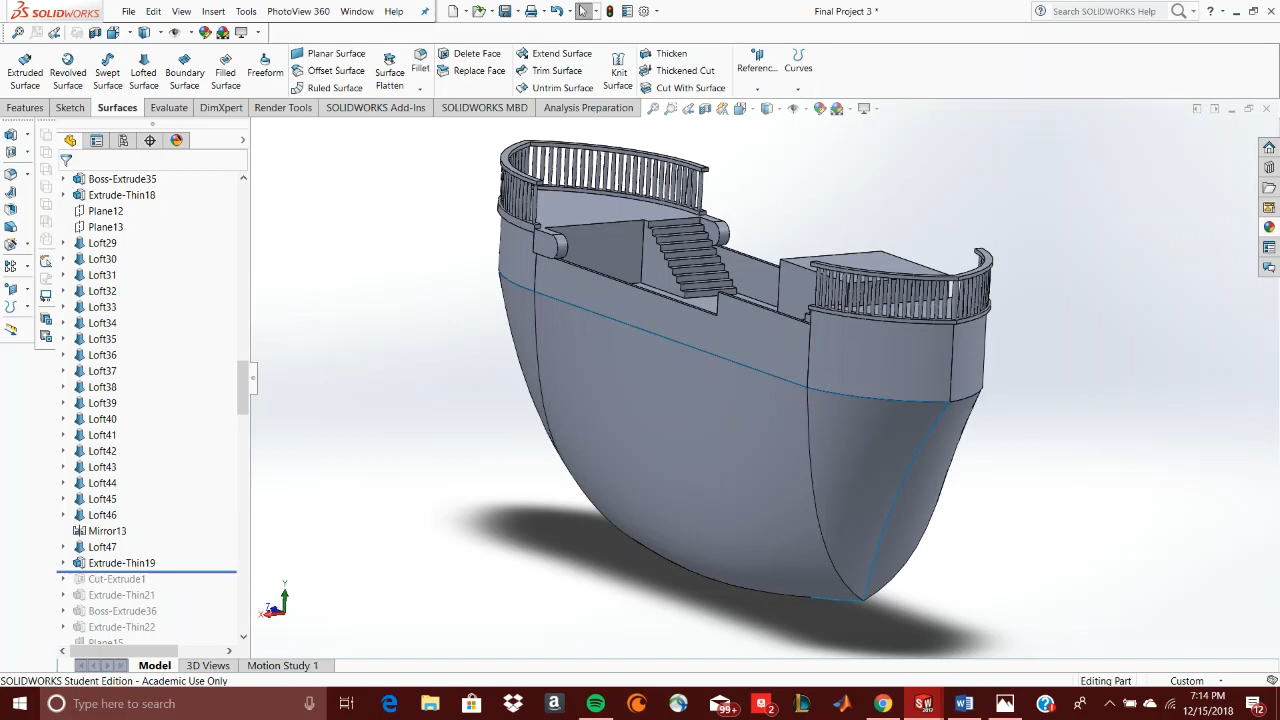 SOLIDWORKS File Edit View Insert Tools PhotoView 360 Window Help Final Project 3 * Search SOLIDWORKS Help
Extruded Surface
Revolved Surface
Swept Surface
Lofted Surface
Boundary Surface
Filled Surface
Freeform
Planar Surface
Offset Surface
Ruled Surface
Surface Flatten
Fillet
Delete Face
Replace Face
Extend Surface
Trim Surface
Untrim Surface
Knit Surface
Thicken
Thickened Cut
Cut With Surface
Referenc...
Curves
Features Sketch Surfaces Evaluate DimXpert Render Tools SOLIDWORKS Add-Ins SOLIDWORKS MBD Analysis Preparation
Boss-Extrude35
Extrude-Thin18
Plane12
Plane13
Loft29
Loft30
Loft31
Loft32
Loft33
Loft34
Loft35
Loft36
Loft37
Loft38
Loft39
Loft40
Loft41
Loft42
Loft43
Loft44
Loft45
Loft46
Mirror13
Loft47
Extrude-Thin19
Cut-Extrude1
Extrude-Thin21
Boss-Extrude36
Extrude-Thin22
Plane15
Y
Z
X
Model 3D Views Motion Study 1
SOLIDWORKS Student Edition - Academic Use Only Editing Part Custom
Type here to search 99+ 2 SW 2017 7:14 PM
12/15/2018 12